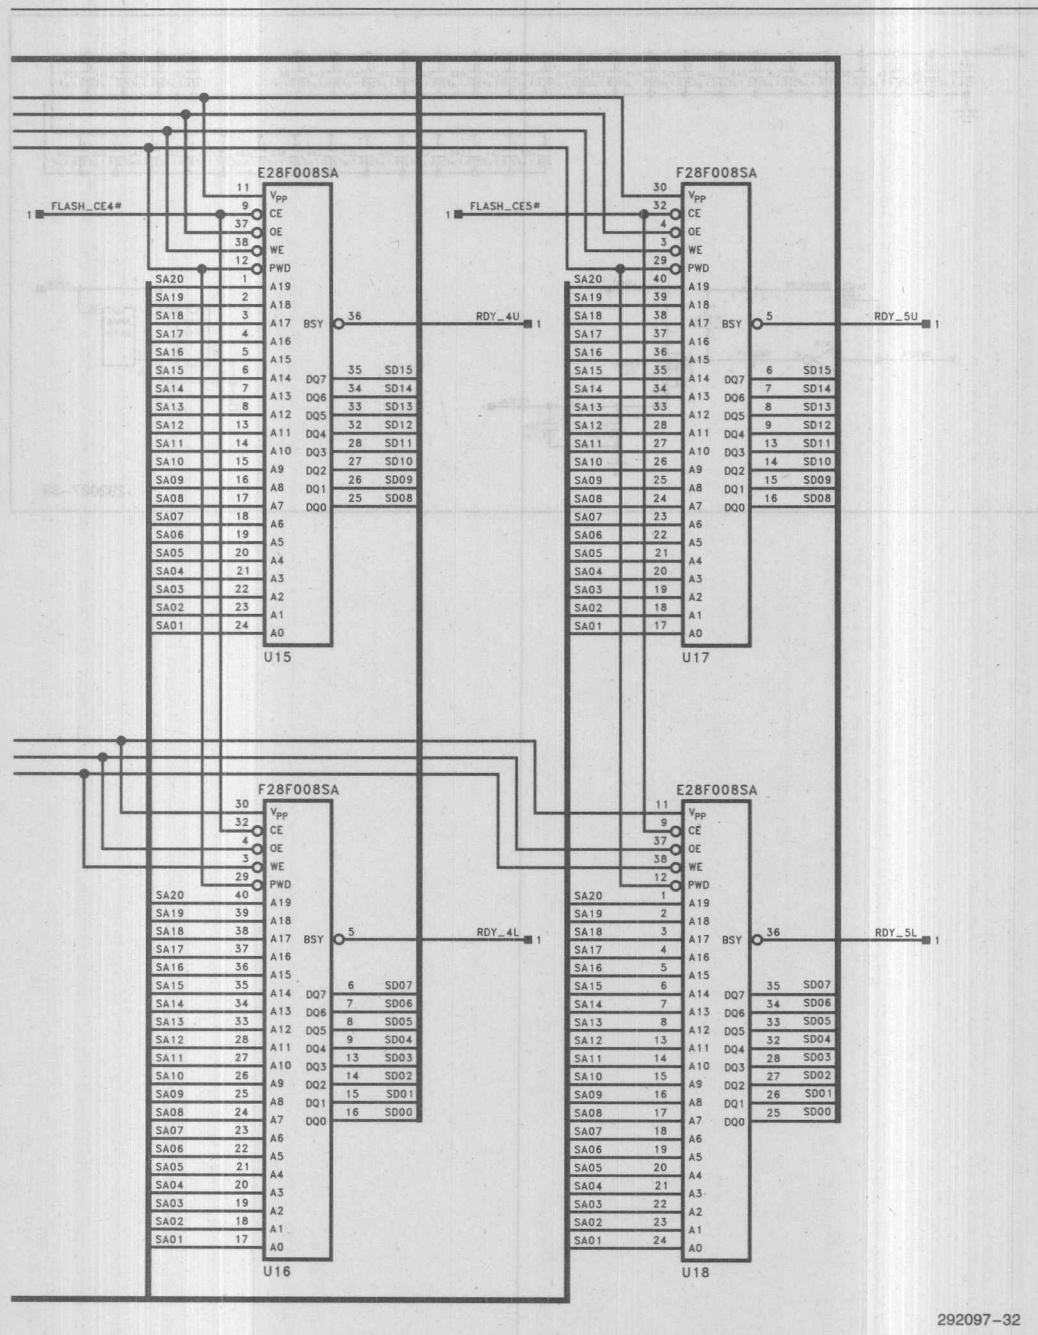 E28F008SA
11 VPP
1 FLASH_CE4# 9 CE
37 OE
38 WE
12 PWD
SA20 1 A19
SA19 2 A18
SA18 3 A17 BSY 36 RDY_4U 1
SA17 4 A16
SA16 5 A15
SA15 6 A14 DQ7 35 SD15
SA14 7 A13 DQ6 34 SD14
SA13 8 A12 DQ5 33 SD13
SA12 13 A11 DQ4 32 SD12
SA11 14 A10 DQ3 28 SD11
SA10 15 A9 DQ2 27 SD10
SA09 16 A8 DQ1 26 SD09
SA08 17 A7 DQ0 25 SD08
SA07 18 A6
SA06 19 A5
SA05 20 A4
SA04 21 A3
SA03 22 A2
SA02 23 A1
SA01 24 A0
U15
F28F008SA
30 VPP
1 FLASH_CE5# 32 CE
4 OE
3 WE
29 PWD
SA20 40 A19
SA19 39 A18
SA18 38 A17 BSY 5 RDY_5U 1
SA17 37 A16
SA16 36 A15
SA15 35 A14 DQ7 6 SD15
SA14 34 A13 DQ6 7 SD14
SA13 33 A12 DQ5 8 SD13
SA12 28 A11 DQ4 9 SD12
SA11 27 A10 DQ3 13 SD11
SA10 26 A9 DQ2 14 SD10
SA09 25 A8 DQ1 15 SD09
SA08 24 A7 DQ0 16 SD08
SA07 23 A6
SA06 22 A5
SA05 21 A4
SA04 20 A3
SA03 19 A2
SA02 18 A1
SA01 17 A0
U17
F28F008SA
30 VPP
32 CE
4 OE
3 WE
29 PWD
SA20 40 A19
SA19 39 A18
SA18 38 A17 BSY 5 RDY_4L 1
SA17 37 A16
SA16 36 A15
SA15 35 A14 DQ7 6 SD07
SA14 34 A13 DQ6 7 SD06
SA13 33 A12 DQ5 8 SD05
SA12 28 A11 DQ4 9 SD04
SA11 27 A10 DQ3 13 SD03
SA10 26 A9 DQ2 14 SD02
SA09 25 A8 DQ1 15 SD01
SA08 24 A7 DQ0 16 SD00
SA07 23 A6
SA06 22 A5
SA05 21 A4
SA04 20 A3
SA03 19 A2
SA02 18 A1
SA01 17 A0
U16
E28F008SA
11 VPP
9 CE
37 OE
38 WE
12 PWD
SA20 1 A19
SA19 2 A18
SA18 3 A17 BSY 36 RDY_5L 1
SA17 4 A16
SA16 5 A15
SA15 6 A14 DQ7 35 SD07
SA14 7 A13 DQ6 34 SD06
SA13 8 A12 DQ5 33 SD05
SA12 13 A11 DQ4 32 SD04
SA11 14 A10 DQ3 28 SD03
SA10 15 A9 DQ2 27 SD02
SA09 16 A8 DQ1 26 SD01
SA08 17 A7 DQ0 25 SD00
SA07 18 A6
SA06 19 A5
SA05 20 A4
SA04 21 A3
SA03 22 A2
SA02 23 A1
SA01 24 A0
U18
292097-32